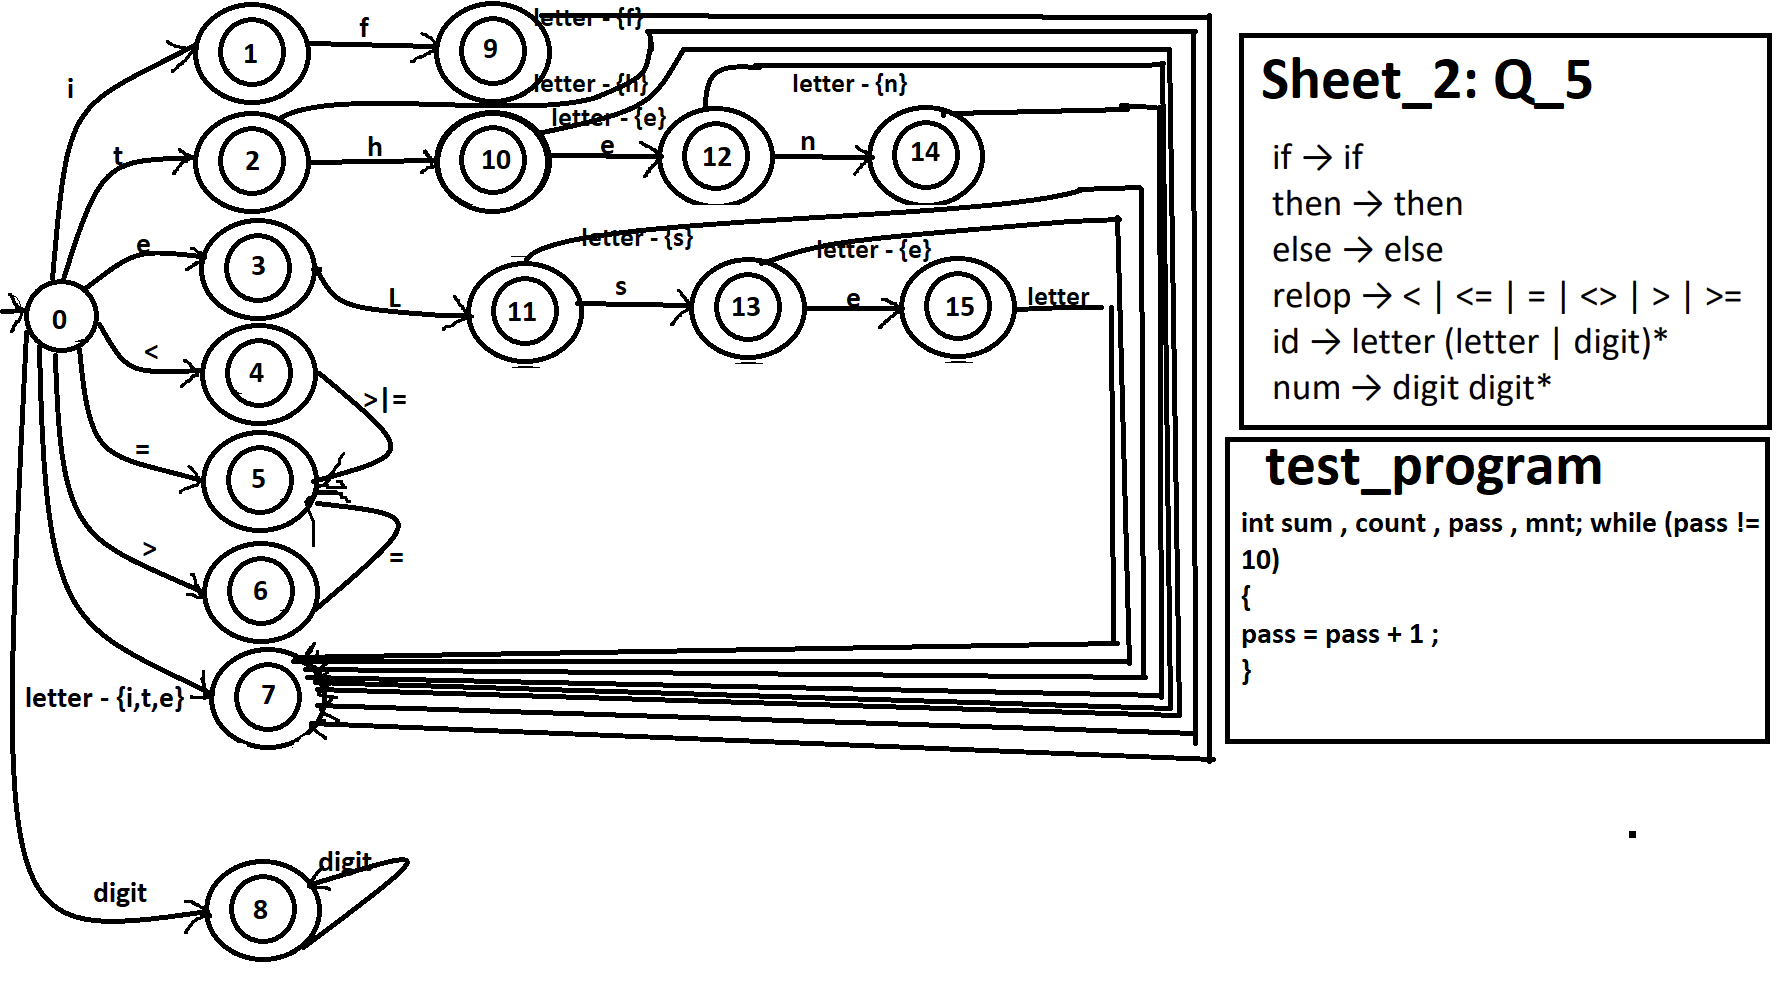 letter - {f}
f
1
9
i
letter - {h}
letter - {n}
letter - {e}
t
2
h
10
e
12
n
14
e
3
letter - {s}
letter - {e}
L
11
s
13
e
15
letter
0
<
4
>|=
=
5
>
6
=
letter - {i,t,e}
7
digit
8
digit
Sheet_2: Q_5
if → if
then → then
else → else
relop → < | <= | = | <> | > | >=
id → letter (letter | digit)*
num → digit digit*
test_program
int sum , count , pass , mnt; while (pass !=
10)
{
pass = pass + 1 ;
}